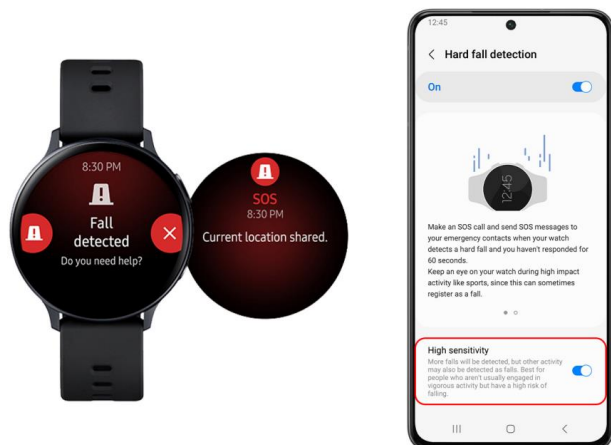 8:30 PM
Fall
detected
Do you need help?
SOS
8:30 PM
Current location shared.
12:45
Hard fall detection
On
12:45
Make an SOS call and send SOS messages to
your emergency contacts when your watch
detects a hard fall and you haven't responded for
60 seconds.
Keep an eye on your watch during high impact
activity like sports, since this can sometimes
register as a fall.
High sensitivity
More falls will be detected, but other activity
may also be detected as falls. Best for
people who aren't usually engaged in
vigorous activity but have a high risk of
falling.